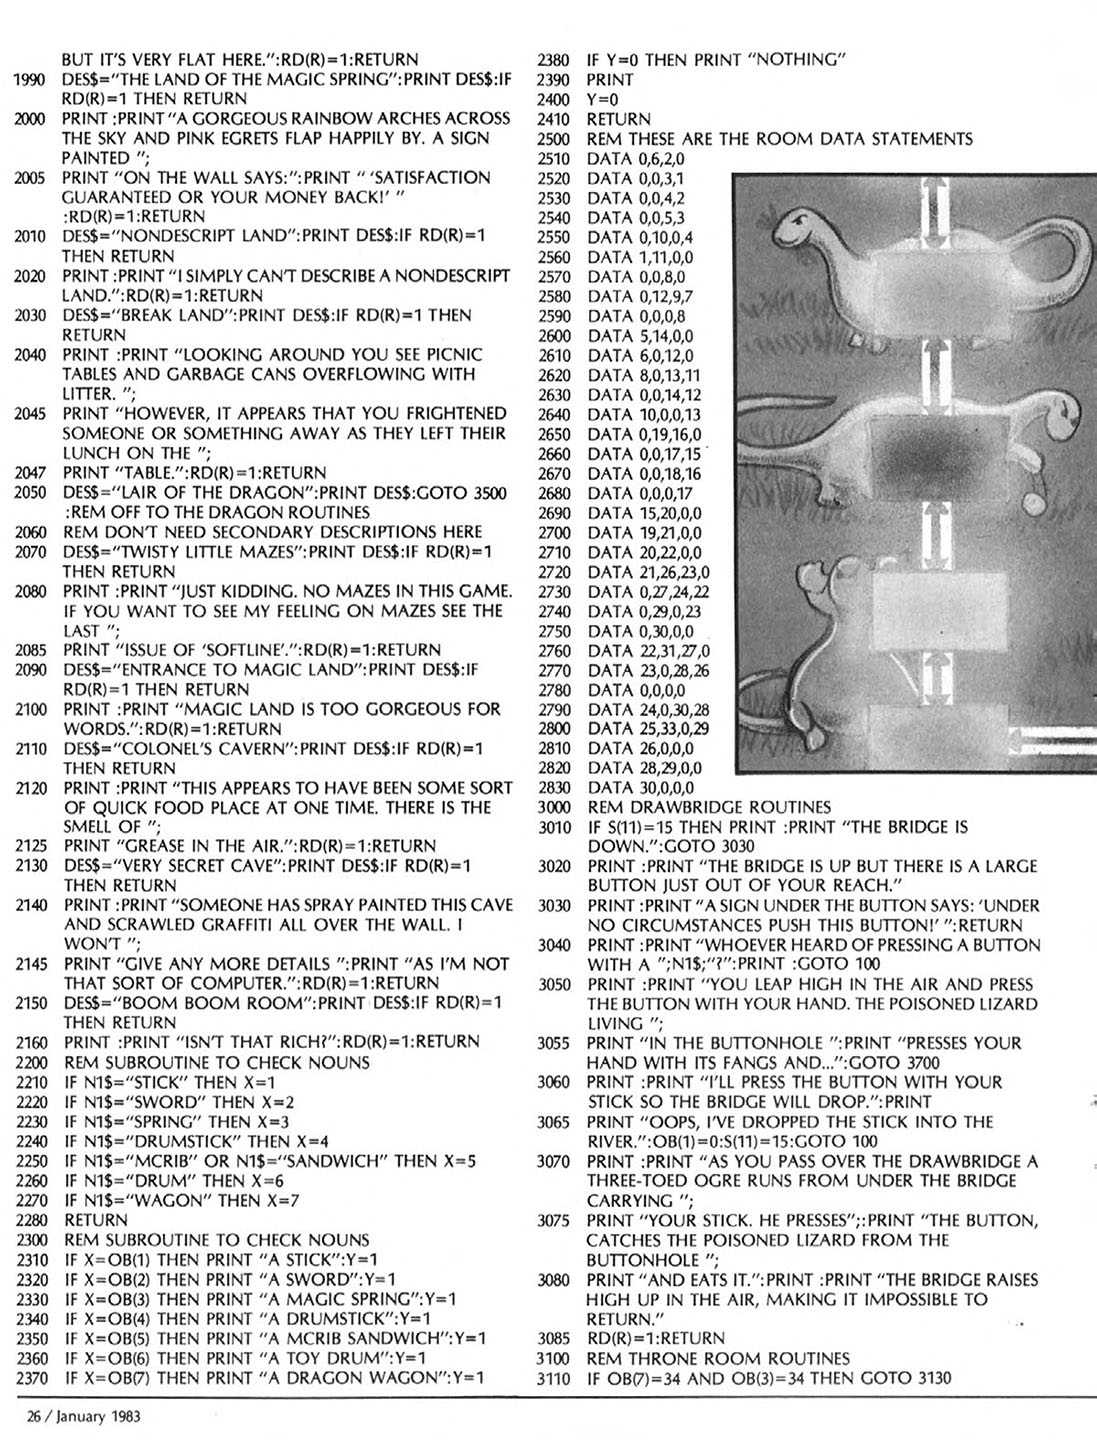 BUT IT'S VERY FLAT HERE.":RD(R)=1:RETURN
1990 DES$="THE LAND OF THE MAGIC SPRING":PRINT DES$:IF
RD(R)=1 THEN RETURN
2000 PRINT :PRINT "A GORGEOUS RAINBOW ARCHES ACROSS
THE SKY AND PINK EGRETS FLAP HAPPILY BY. A SIGN
PAINTED ";
2005 PRINT "ON THE WALL SAYS:":PRINT " 'SATISFACTION
GUARANTEED OR YOUR MONEY BACK!' "
:RD(R)=1:RETURN
2010 DES$="NONDESCRIPT LAND":PRINT DES$:IF RD(R)=1
THEN RETURN
2020 PRINT :PRINT "I SIMPLY CAN'T DESCRIBE A NONDESCRIPT
LAND.":RD(R)=1:RETURN
2030 DES$="BREAK LAND":PRINT DES$:IF RD(R)=1 THEN
RETURN
2040 PRINT :PRINT "LOOKING AROUND YOU SEE PICNIC
TABLES AND GARBAGE CANS OVERFLOWING WITH
LITTER. ";
2045 PRINT "HOWEVER, IT APPEARS THAT YOU FRIGHTENED
SOMEONE OR SOMETHING AWAY AS THEY LEFT THEIR
LUNCH ON THE ";
2047 PRINT "TABLE.":RD(R)=1:RETURN
2050 DES$="LAIR OF THE DRAGON":PRINT DES$:GOTO 3500
:REM OFF TO THE DRAGON ROUTINES
2060 REM DON'T NEED SECONDARY DESCRIPTIONS HERE
2070 DES$="TWISTY LITTLE MAZES":PRINT DES$:IF RD(R)=1
THEN RETURN
2080 PRINT :PRINT "JUST KIDDING. NO MAZES IN THIS GAME.
IF YOU WANT TO SEE MY FEELING ON MAZES SEE THE
LAST ";
2085 PRINT "ISSUE OF 'SOFTLINE'.":RD(R)=1:RETURN
2090 DES$="ENTRANCE TO MAGIC LAND":PRINT DES$:IF
RD(R)=1 THEN RETURN
2100 PRINT :PRINT "MAGIC LAND IS TOO GORGEOUS FOR
WORDS.":RD(R)=1:RETURN
2110 DES$="COLONEL'S CAVERN":PRINT DES$:IF RD(R)=1
THEN RETURN
2120 PRINT :PRINT "THIS APPEARS TO HAVE BEEN SOME SORT
OF QUICK FOOD PLACE AT ONE TIME. THERE IS THE
SMELL OF ";
2125 PRINT "GREASE IN THE AIR.":RD(R)=1:RETURN
2130 DES$="VERY SECRET CAVE":PRINT DES$:IF RD(R)=1
THEN RETURN
2140 PRINT :PRINT "SOMEONE HAS SPRAY PAINTED THIS CAVE
AND SCRAWLED GRAFFITI ALL OVER THE WALL. I
WON'T ";
2145 PRINT "GIVE ANY MORE DETAILS ":PRINT "AS I'M NOT
THAT SORT OF COMPUTER.":RD(R)=1:RETURN
2150 DES$="BOOM BOOM ROOM":PRINT DES$:IF RD(R)=1
THEN RETURN
2160 PRINT :PRINT "ISN'T THAT RICH?":RD(R)=1:RETURN
2200 REM SUBROUTINE TO CHECK NOUNS
2210 IF N1$="STICK" THEN X=1
2220 IF N1$="SWORD" THEN X=2
2230 IF N1$="SPRING" THEN X=3
2240 IF N1$="DRUMSTICK" THEN X=4
2250 IF N1$="MCRIB" OR N1$="SANDWICH" THEN X=5
2260 IF N1$="DRUM" THEN X=6
2270 IF N1$="WAGON" THEN X=7
2280 RETURN
2300 REM SUBROUTINE TO CHECK NOUNS
2310 IF X=OB(1) THEN PRINT "A STICK":Y=1
2320 IF X=OB(2) THEN PRINT "A SWORD":Y=1
2330 IF X=OB(3) THEN PRINT "A MAGIC SPRING":Y=1
2340 IF X=OB(4) THEN PRINT "A DRUMSTICK":Y=1
2350 IF X=OB(5) THEN PRINT "A MCRIB SANDWICH":Y=1
2360 IF X=OB(6) THEN PRINT "A TOY DRUM":Y=1
2370 IF X=OB(7) THEN PRINT "A DRAGON WAGON":Y=1
2380 IF Y=0 THEN PRINT "NOTHING"
2390 PRINT
2400 Y=0
2410 RETURN
2500 REM THESE ARE THE ROOM DATA STATEMENTS
2510 DATA 0,6,2,0
2520 DATA 0,0,3,1
2530 DATA 0,0,4,2
2540 DATA 0,0,5,3
2550 DATA 0,10,0,4
2560 DATA 1,11,0,0
2570 DATA 0,0,8,0
2580 DATA 0,12,9,7
2590 DATA 0,0,0,8
2600 DATA 5,14,0,0
2610 DATA 6,0,12,0
2620 DATA 8,0,13,11
2630 DATA 0,0,14,12
2640 DATA 10,0,0,13
2650 DATA 0,19,16,0
2660 DATA 0,0,17,15
2670 DATA 0,0,18,16
2680 DATA 0,0,0,17
2690 DATA 15,20,0,0
2700 DATA 19,21,0,0
2710 DATA 20,22,0,0
2720 DATA 21,26,23,0
2730 DATA 0,27,24,22
2740 DATA 0,29,0,23
2750 DATA 0,30,0,0
2760 DATA 22,31,27,0
2770 DATA 23,0,28,26
2780 DATA 0,0,0,0
2790 DATA 24,0,30,28
2800 DATA 25,33,0,29
2810 DATA 26,0,0,0
2820 DATA 28,29,0,0
2830 DATA 30,0,0,0
3000 REM DRAWBRIDGE ROUTINES
3010 IF S(11)=15 THEN PRINT :PRINT "THE BRIDGE IS
DOWN.":GOTO 3030
3020 PRINT :PRINT "THE BRIDGE IS UP BUT THERE IS A LARGE
BUTTON JUST OUT OF YOUR REACH."
3030 PRINT :PRINT "A SIGN UNDER THE BUTTON SAYS: 'UNDER
NO CIRCUMSTANCES PUSH THIS BUTTON!' ":RETURN
3040 PRINT :PRINT "WHOEVER HEARD OF PRESSING A BUTTON
WITH A ";N1$;"?":PRINT :GOTO 100
3050 PRINT :PRINT "YOU LEAP HIGH IN THE AIR AND PRESS
THE BUTTON WITH YOUR HAND. THE POISONED LIZARD
LIVING ";
3055 PRINT "IN THE BUTTONHOLE ":PRINT "PRESSES YOUR
HAND WITH ITS FANGS AND...":GOTO 3700
3060 PRINT :PRINT "I'LL PRESS THE BUTTON WITH YOUR
STICK SO THE BRIDGE WILL DROP.":PRINT
3065 PRINT "OOPS, I'VE DROPPED THE STICK INTO THE
RIVER.":OB(1)=0:S(11)=15:GOTO 100
3070 PRINT :PRINT "AS YOU PASS OVER THE DRAWBRIDGE A
THREE-TOED OGRE RUNS FROM UNDER THE BRIDGE
CARRYING ";
3075 PRINT "YOUR STICK. HE PRESSES";:PRINT "THE BUTTON,
CATCHES THE POISONED LIZARD FROM THE
BUTTONHOLE ";
3080 PRINT "AND EATS IT.":PRINT :PRINT "THE BRIDGE RAISES
HIGH UP IN THE AIR, MAKING IT IMPOSSIBLE TO
RETURN."
3085 RD(R)=1:RETURN
3100 REM THRONE ROOM ROUTINES
3110 IF OB(7)=34 AND OB(3)=34 THEN GOTO 3130
26 / January 1983